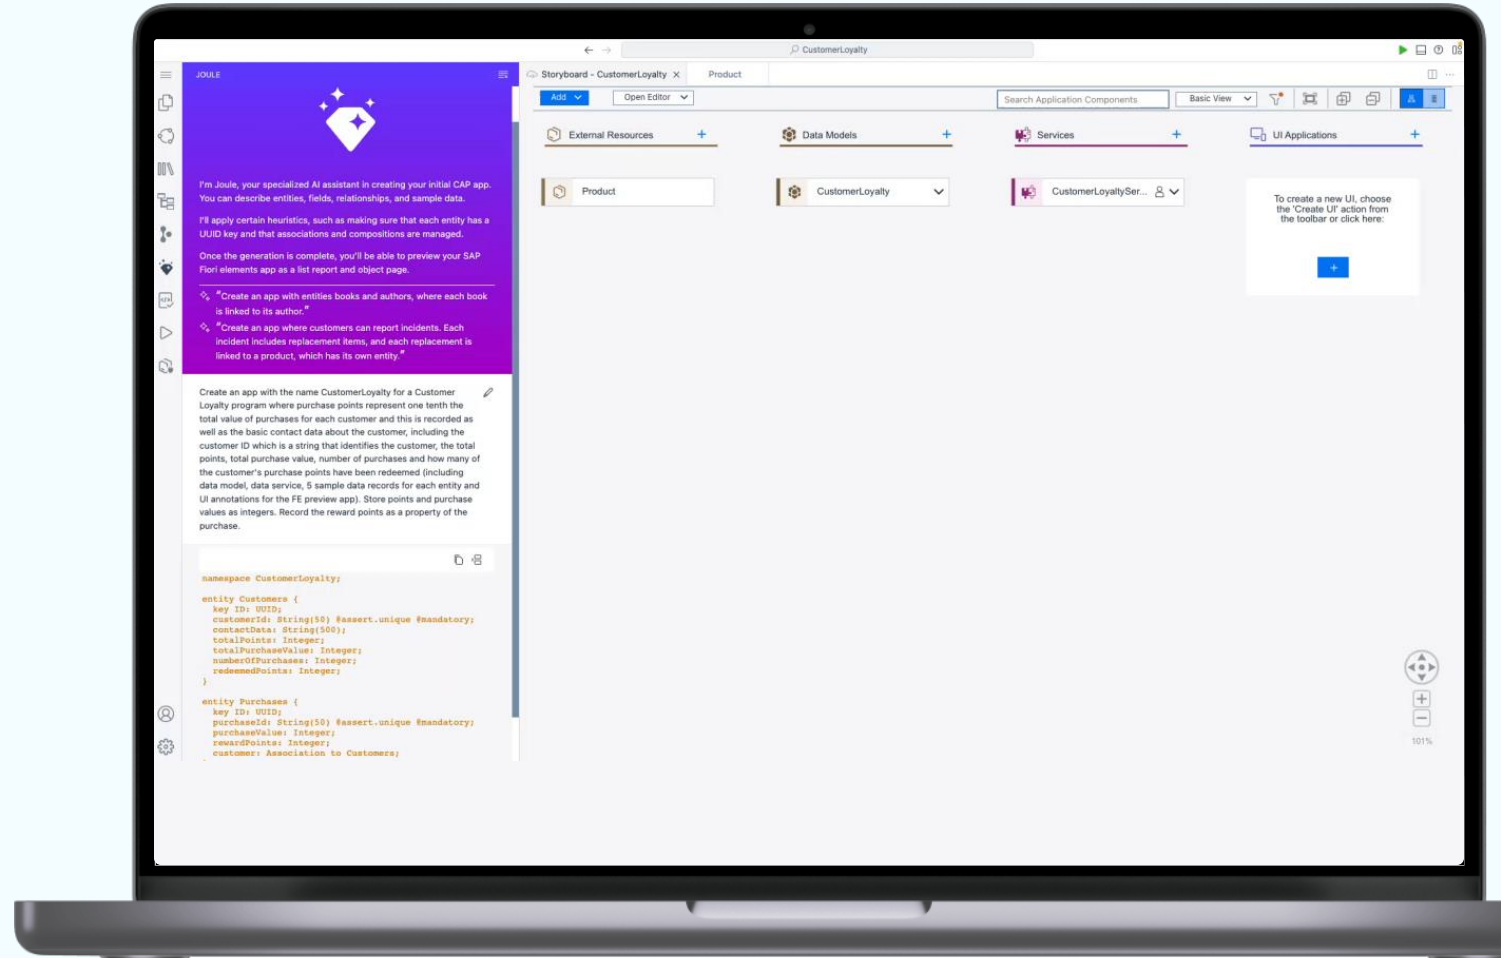 CustomerLoyalty
JOULE
Storyboard - CustomerLoyalty
Product
Add
Open Editor
Search Application Components
Basic View
External Resources
Data Models
Services
UI Applications
Product
CustomerLoyalty
CustomerLoyaltySer...
To create a new UI, choose
the 'Create UI' action from
the toolbar or click here:
101%
I'm Joule, your specialized AI assistant in creating your initial CAP app.
You can describe entities, fields, relationships, and sample data.
I'll apply certain heuristics, such as making sure that each entity has a
UUID key and that associations and compositions are managed.
Once the generation is complete, you'll be able to preview your SAP
Fiori elements app as a list report and object page.
"Create an app with entities books and authors, where each book
is linked to its author."
"Create an app where customers can report incidents. Each
incident includes replacement items, and each replacement is
linked to a product, which has its own entity."
Create an app with the name CustomerLoyalty for a Customer
Loyalty program where purchase points represent one tenth the
total value of purchases for each customer and this is recorded as
well as the basic contact data about the customer, including the
customer ID which is a string that identifies the customer, the total
points, total purchase value, number of purchases and how many of
the customer's purchase points have been redeemed (including
data model, data service, 5 sample data records for each entity and
UI annotations for the FE preview app). Store points and purchase
values as integers. Record the reward points as a property of the
purchase.
namespace CustomerLoyalty;
entity Customers {
key ID: UUID;
customerId: String(50) @assert.unique @mandatory;
contactData: String(500);
totalPoints: Integer;
totalPurchaseValue: Integer;
numberOfPurchases: Integer;
redeemedPoints: Integer;
}
entity Purchases {
key ID: UUID;
purchaseId: String(50) @assert.unique @mandatory;
purchaseValue: Integer;
rewardPoints: Integer;
customer: Association to Customers;